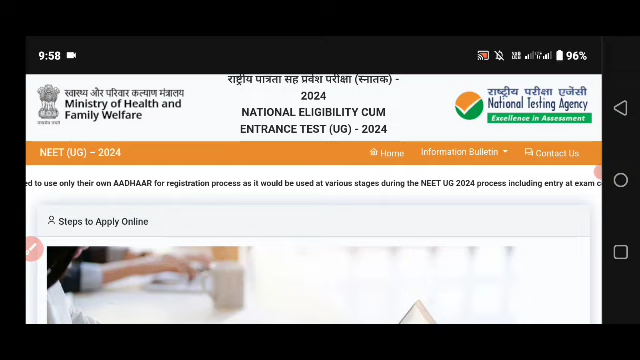 9:58
96%
राष्ट्रीय पात्रता सह प्रवेश परीक्षा (स्नातक) -
2024
NATIONAL ELIGIBILITY CUM
ENTRANCE TEST (UG) - 2024
स्वास्थ्य और परिवार कल्याण मंत्रालय
Ministry of Health and
Family Welfare
राष्ट्रीय परीक्षा एजेंसी
National Testing Agency
Excellence in Assessment
NEET (UG) – 2024
Home
Information Bulletin
Contact Us
to use only their own AADHAAR for registration process as it would be used at various stages during the NEET UG 2024 process including entry at exam
Steps to Apply Online